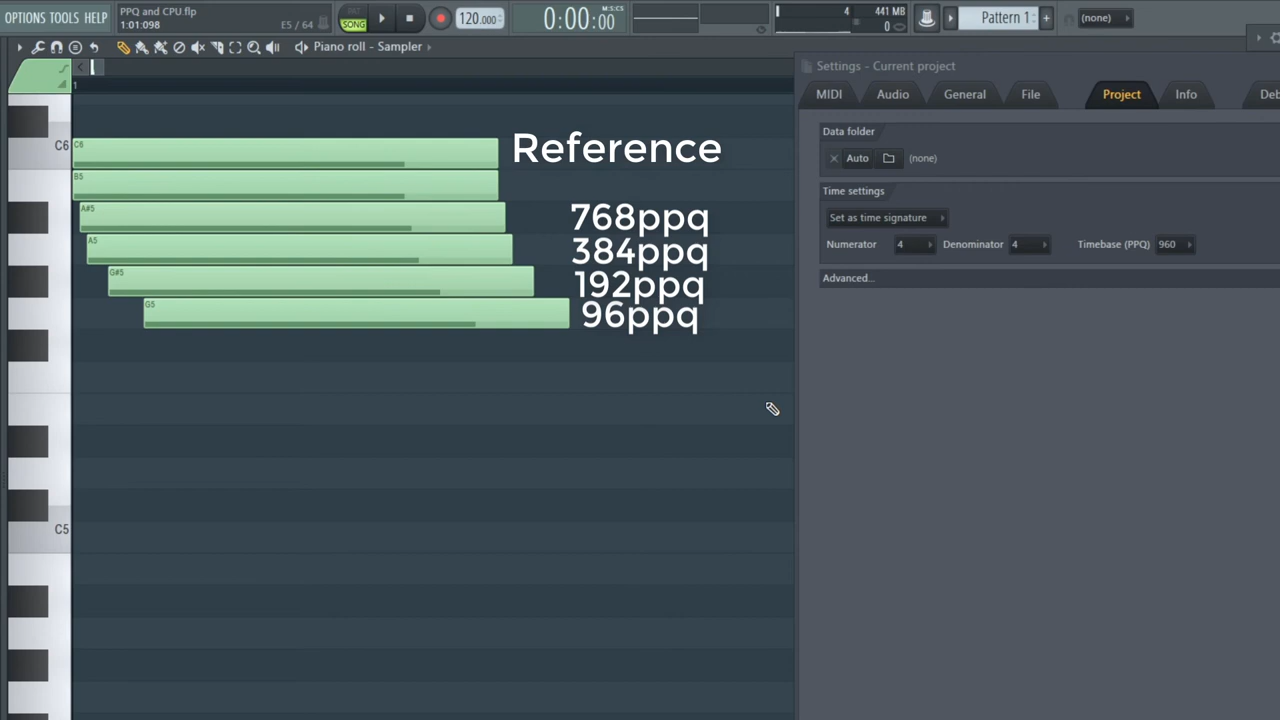 OPTIONS TOOLS HELP
PPQ and CPU.flp
1:01:098
E5 / 64
PAT
SONG
120.000
0:00:00
M:S:CS
4
441 MB
0
Pattern 1
+
(none)
Piano roll - Sampler
1
C6
C6
Reference
B5
A#5
768ppq
A5
384ppq
G#5
192ppq
G5
96ppq
C5
Settings - Current project
MIDI
Audio
General
File
Project
Info
Deb
Data folder
Auto
(none)
Time settings
Set as time signature
Numerator 4 Denominator 4 Timebase (PPQ) 960
Advanced...